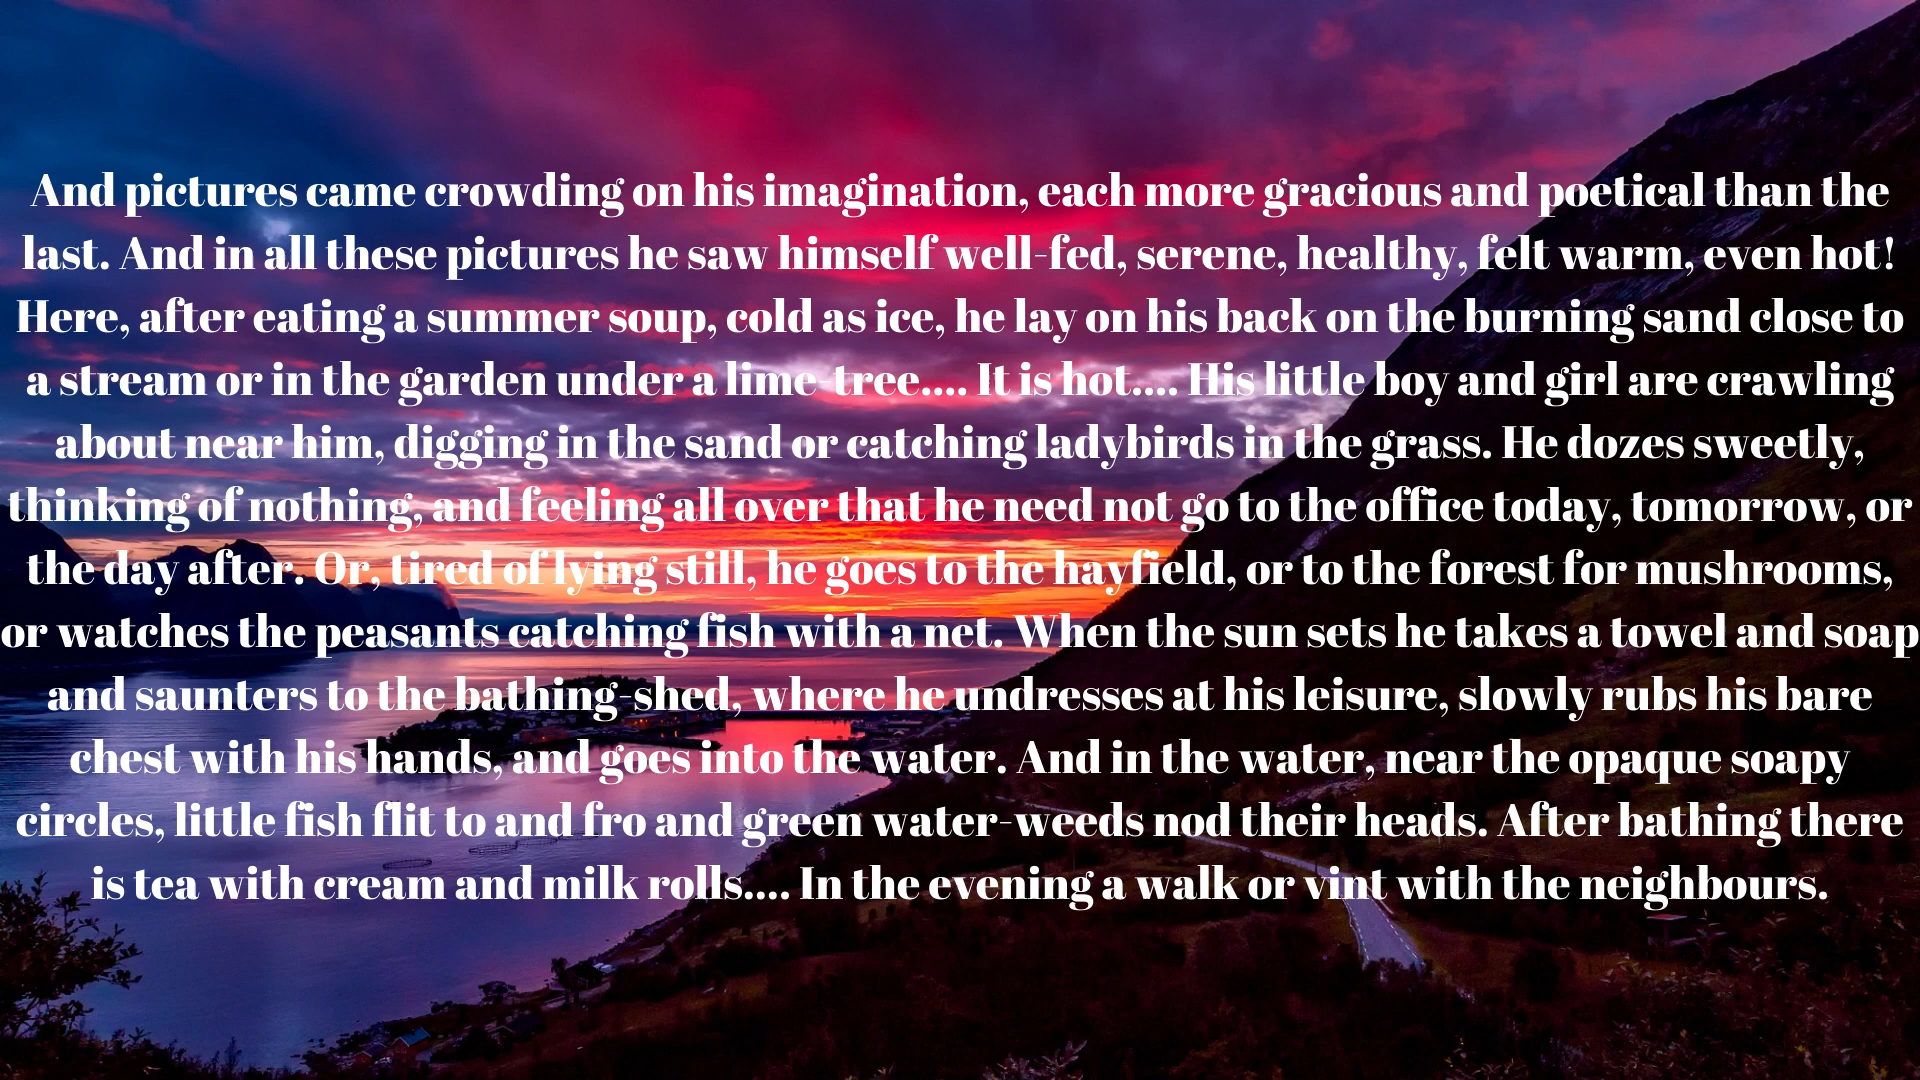 And pictures came crowding on his imagination, each more gracious and poetical than the
last. And in all these pictures he saw himself well-fed, serene, healthy, felt warm, even hot!
Here, after eating a summer soup, cold as ice, he lay on his back on the burning sand close to
a stream or in the garden under a lime-tree.... It is hot.... His little boy and girl are crawling
about near him, digging in the sand or catching ladybirds in the grass. He dozes sweetly,
thinking of nothing, and feeling all over that he need not go to the office today, tomorrow, or
the day after. Or, tired of lying still, he goes to the hayfield, or to the forest for mushrooms,
or watches the peasants catching fish with a net. When the sun sets he takes a towel and soap
and saunters to the bathing-shed, where he undresses at his leisure, slowly rubs his bare
chest with his hands, and goes into the water. And in the water, near the opaque soapy
circles, little fish flit to and fro and green water-weeds nod their heads. After bathing there
is tea with cream and milk rolls.... In the evening a walk or vint with the neighbours.